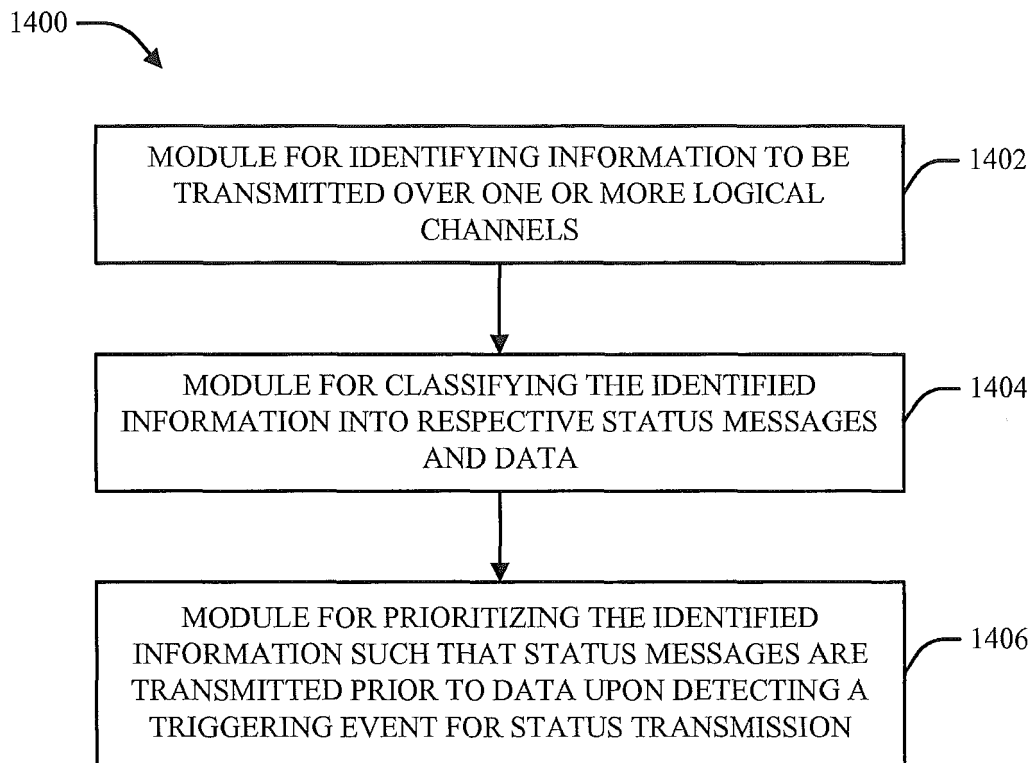 1400
MODULE FOR IDENTIFYING INFORMATION TO BE
TRANSMITTED OVER ONE OR MORE LOGICAL
CHANNELS
1402
MODULE FOR CLASSIFYING THE IDENTIFIED
INFORMATION INTO RESPECTIVE STATUS MESSAGES
AND DATA
1404
MODULE FOR PRIORITIZING THE IDENTIFIED
INFORMATION SUCH THAT STATUS MESSAGES ARE
TRANSMITTED PRIOR TO DATA UPON DETECTING A
TRIGGERING EVENT FOR STATUS TRANSMISSION
1406